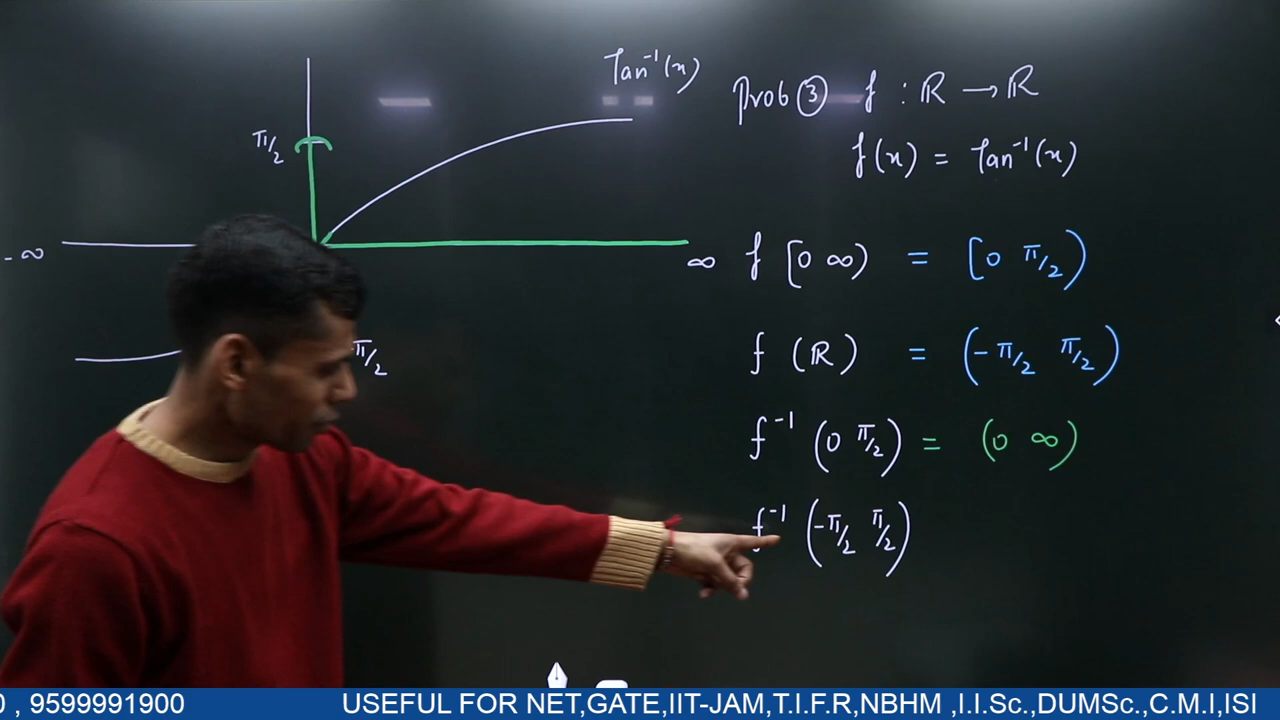 Tan⁻¹(x)
π/2
-∞
∞
π/2
Prob ③ f : ℝ → ℝ
f(x) = Tan⁻¹(x)
f [0 ∞) = [0 π/2)
f (ℝ) = (-π/2 π/2)
f⁻¹ (0 π/2) = (0 ∞)
f⁻¹ (-π/2 π/2)
0 , 9599991900 USEFUL FOR NET,GATE,IIT-JAM,T.I.F.R,NBHM ,I.I.Sc.,DUMSc.,C.M.I,ISI